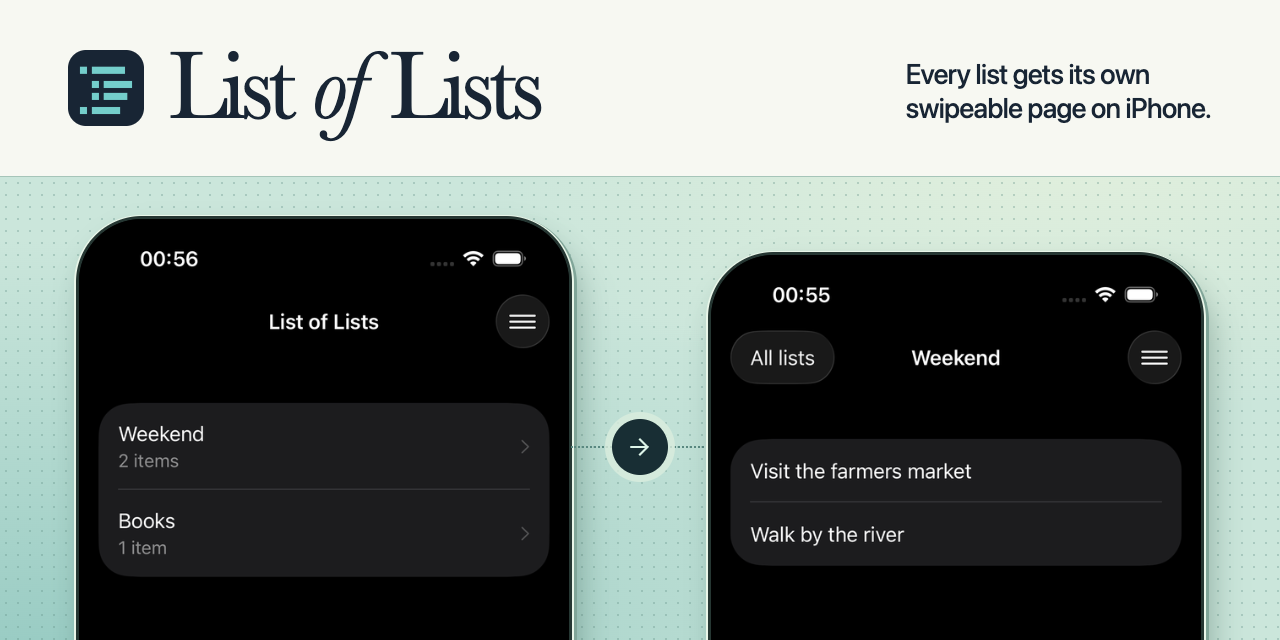 List of Lists
Every list gets its own
swipeable page on iPhone.
00:56
List of Lists
Weekend
2 items
Books
1 item
00:55
All lists
Weekend
Visit the farmers market
Walk by the river